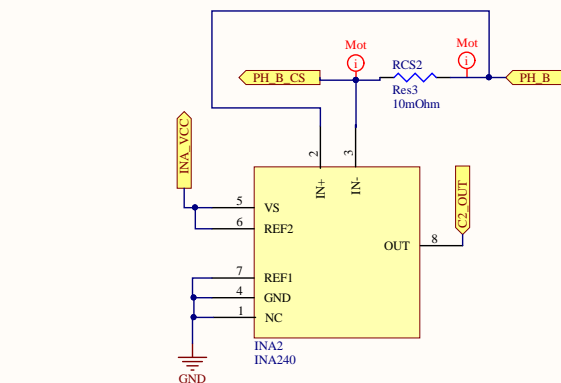 Mot
i
Mot
i
PH_B_CS
RCS2
Res3
10mOhm
PH_B
INA_VCC
2
3
IN+
IN-
5
VS
6
REF2
C2_OUT
OUT
8
7
REF1
4
GND
1
NC
INA2
INA240
GND